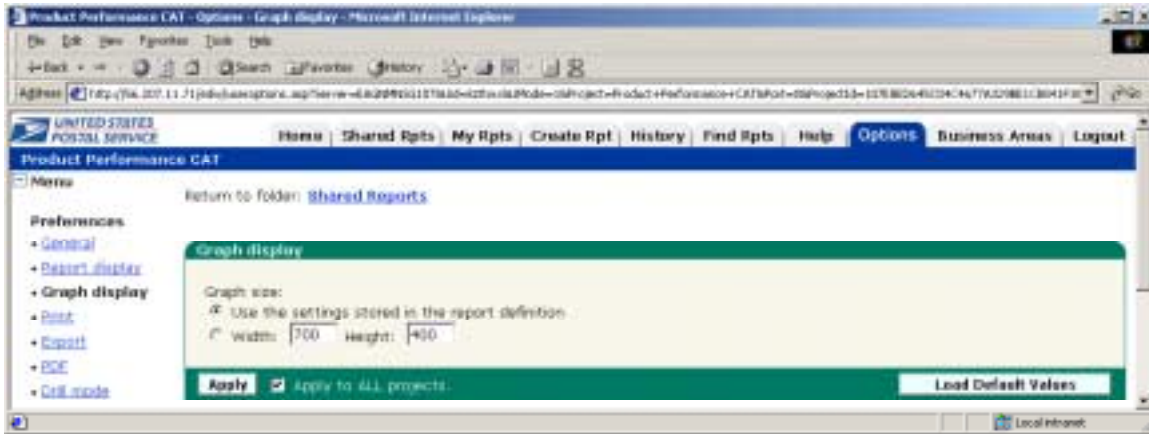 Product Performance CAT - Options - Graph display - Microsoft Internet Explorer
File Edit View Favorites Tools Help
Back Search Favorites History
Address
UNITED STATES POSTAL SERVICE
Home Shared Rpts My Rpts Create Rpt History Find Rpts Help Options Business Areas Logout
Product Performance CAT
Menu
Return to folder: Shared Reports
Preferences
General
Report display
Graph display
Print
Export
PDF
Drill mode
Graph display
Graph size:
Use the settings stored in the report definition
Width: 700 Height: 400
Apply Apply to ALL projects.
Load Default Values
Local intranet